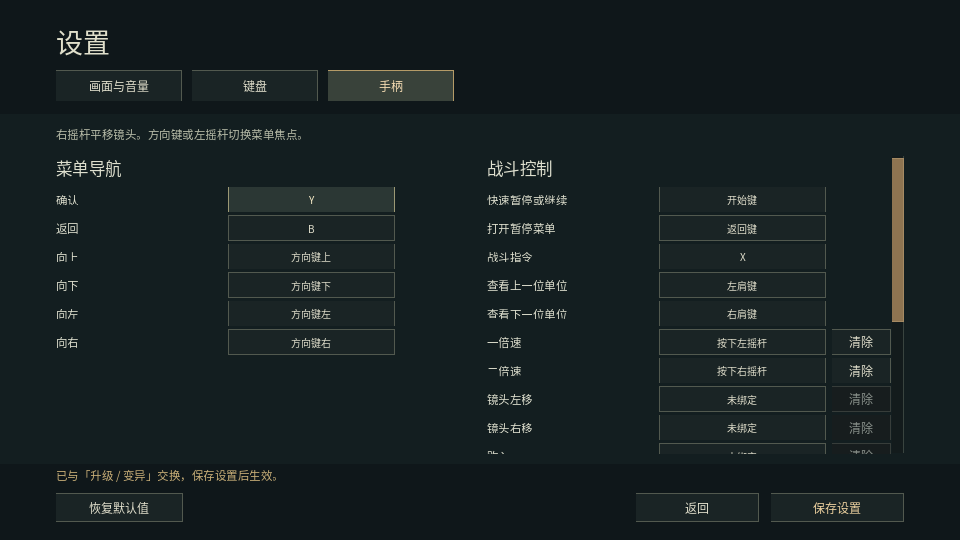 设置
画面与音量
键盘
手柄
右摇杆平移镜头。方向键或左摇杆切换菜单焦点。
菜单导航
确认 Y
返回 B
向上 方向键上
向下 方向键下
向左 方向键左
向右 方向键右
战斗控制
快速暂停或继续 开始键
打开暂停菜单 返回键
战斗指令 X
查看上一位单位 左肩键
查看下一位单位 右肩键
一倍速 按下左摇杆 清除
二倍速 按下右摇杆 清除
镜头左移 未绑定 清除
镜头右移 未绑定 清除
已与「升级 / 变异」交换，保存设置后生效。
恢复默认值
返回
保存设置